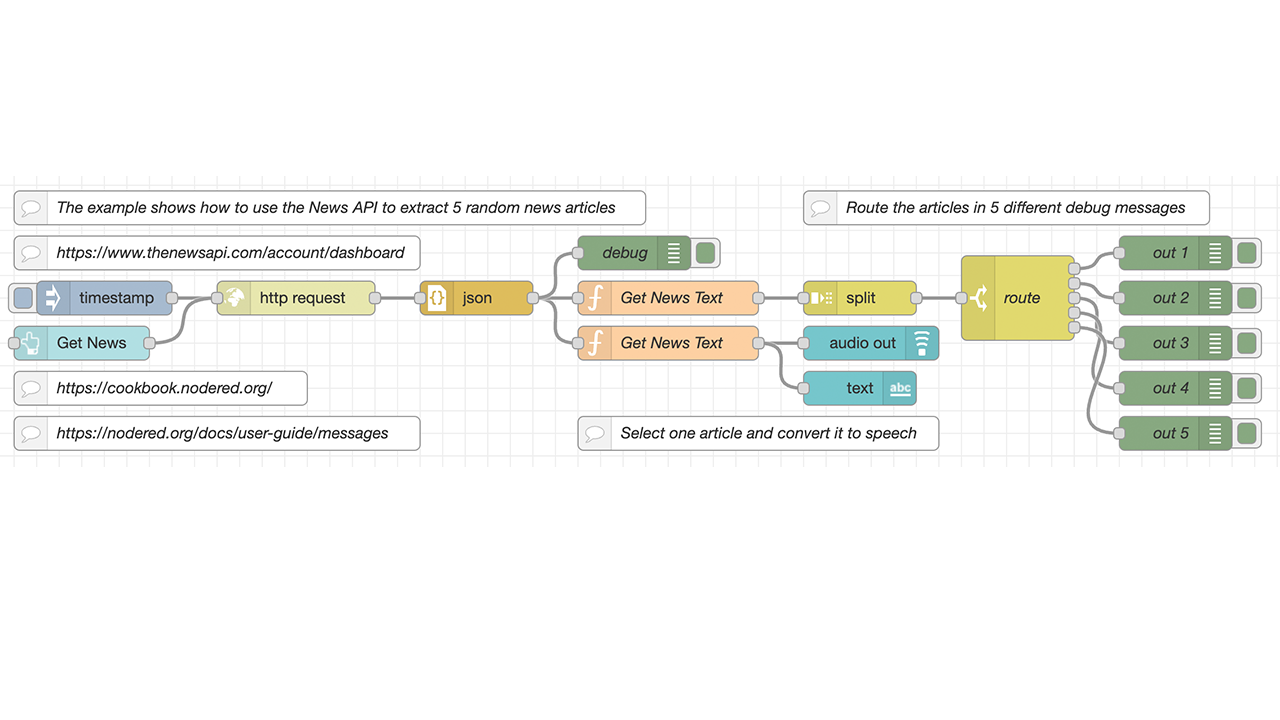 The example shows how to use the News API to extract 5 random news articles
Route the articles in 5 different debug messages
https://www.thenewsapi.com/account/dashboard
debug
out 1
timestamp
http request
json
Get News Text
split
route
out 2
Get News
Get News Text
audio out
out 3
https://cookbook.nodered.org/
text
abc
out 4
https://nodered.org/docs/user-guide/messages
Select one article and convert it to speech
out 5